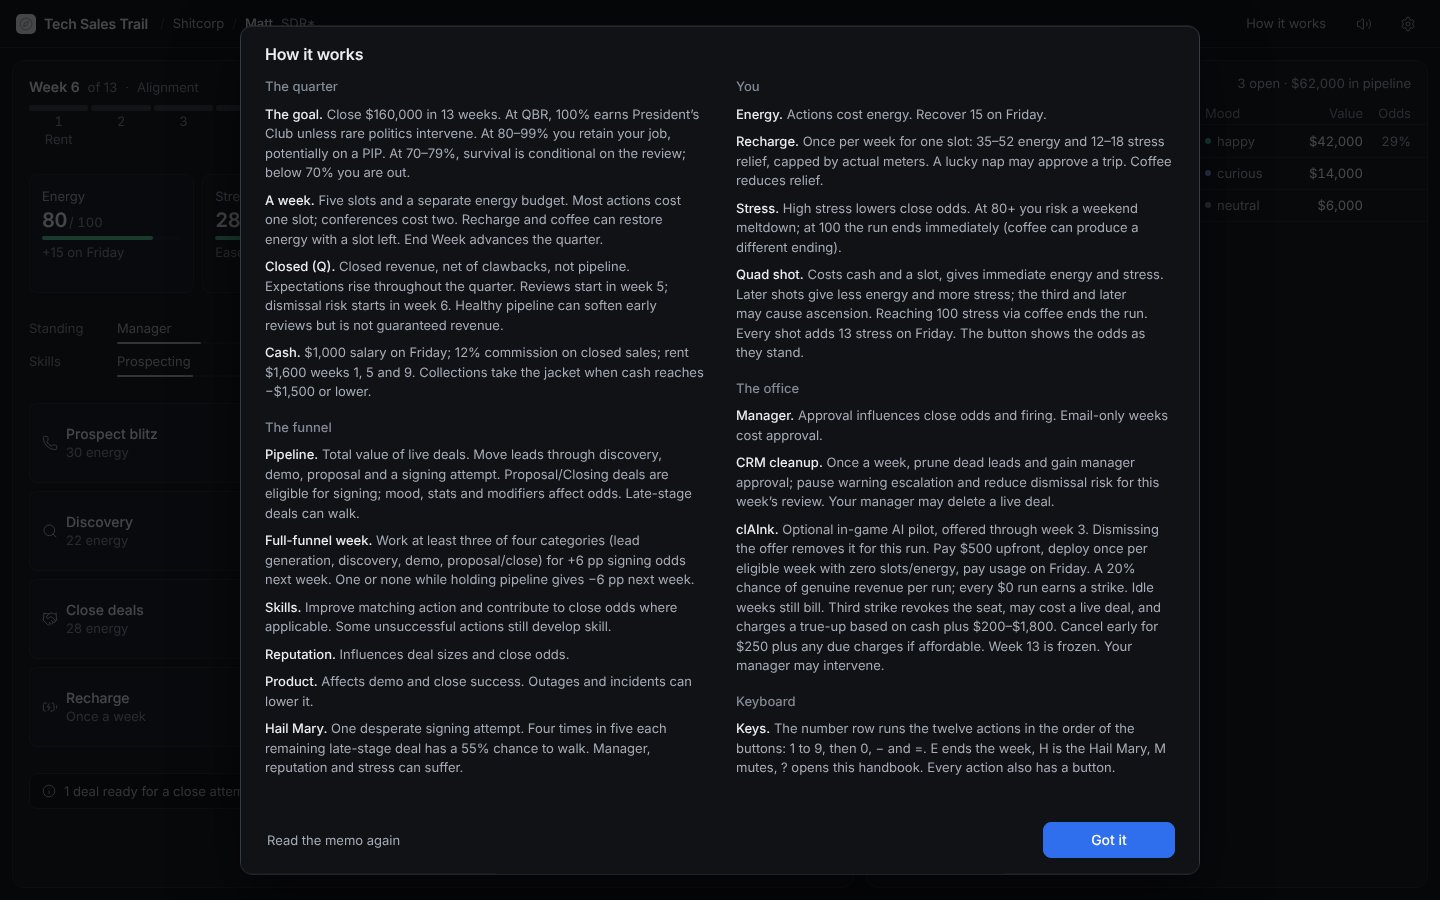 Tech Sales Trail / Shitcorp / Matt SDR*
How it works
Week 6 of 13 · Alignment
1 2 3
Rent
Energy
80 / 100
+15 on Friday
28
Standing Manager
Skills Prospecting
Prospect blitz
30 energy
Discovery
22 energy
Close deals
28 energy
Recharge
Once a week
1 deal ready for a close
3 open · $62,000 in pipeline
Mood Value Odds
happy $42,000 29%
curious $14,000
neutral $6,000
How it works
The quarter
The goal. Close $160,000 in 13 weeks. At QBR, 100% earns President’s
Club unless rare politics intervene. At 80–99% you retain your job,
potentially on a PIP. At 70–79%, survival is conditional on the review;
below 70% you are out.
A week. Five slots and a separate energy budget. Most actions cost
one slot; conferences cost two. Recharge and coffee can restore
energy with a slot left. End Week advances the quarter.
Closed (Q). Closed revenue, net of clawbacks, not pipeline.
Expectations rise throughout the quarter. Reviews start in week 5;
dismissal risk starts in week 6. Healthy pipeline can soften early
reviews but is not guaranteed revenue.
Cash. $1,000 salary on Friday; 12% commission on closed sales; rent
$1,600 weeks 1, 5 and 9. Collections take the jacket when cash reaches
−$1,500 or lower.
The funnel
Pipeline. Total value of live deals. Move leads through discovery,
demo, proposal and a signing attempt. Proposal/Closing deals are
eligible for signing; mood, stats and modifiers affect odds. Late-stage
deals can walk.
Full-funnel week. Work at least three of four categories (lead
generation, discovery, demo, proposal/close) for +6 pp signing odds
next week. One or none while holding pipeline gives −6 pp next week.
Skills. Improve matching action and contribute to close odds where
applicable. Some unsuccessful actions still develop skill.
Reputation. Influences deal sizes and close odds.
Product. Affects demo and close success. Outages and incidents can
lower it.
Hail Mary. One desperate signing attempt. Four times in five each
remaining late-stage deal has a 55% chance to walk. Manager,
reputation and stress can suffer.
You
Energy. Actions cost energy. Recover 15 on Friday.
Recharge. Once per week for one slot: 35–52 energy and 12–18 stress
relief, capped by actual meters. A lucky nap may approve a trip. Coffee
reduces relief.
Stress. High stress lowers close odds. At 80+ you risk a weekend
meltdown; at 100 the run ends immediately (coffee can produce a
different ending).
Quad shot. Costs cash and a slot, gives immediate energy and stress.
Later shots give less energy and more stress; the third and later
may cause ascension. Reaching 100 stress via coffee ends the run.
Every shot adds 13 stress on Friday. The button shows the odds as
they stand.
The office
Manager. Approval influences close odds and firing. Email-only weeks
cost approval.
CRM cleanup. Once a week, prune dead leads and gain manager
approval; pause warning escalation and reduce dismissal risk for this
week’s review. Your manager may delete a live deal.
clAInk. Optional in-game AI pilot, offered through week 3. Dismissing
the offer removes it for this run. Pay $500 upfront, deploy once per
eligible week with zero slots/energy, pay usage on Friday. A 20%
chance of genuine revenue per run; every $0 run earns a strike. Idle
weeks still bill. Third strike revokes the seat, may cost a live deal, and
charges a true-up based on cash plus $200–$1,800. Cancel early for
$250 plus any due charges if affordable. Week 13 is frozen. Your
manager may intervene.
Keyboard
Keys. The number row runs the twelve actions in the order of the
buttons: 1 to 9, then 0, − and =. E ends the week, H is the Hail Mary, M
mutes, ? opens this handbook. Every action also has a button.
Read the memo again
Got it